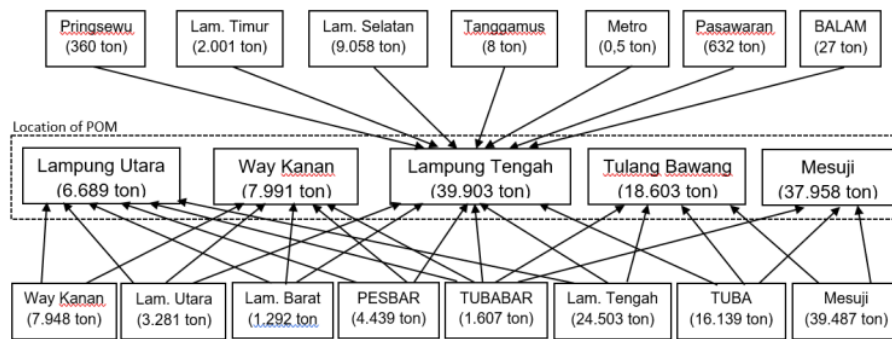 Pringsewu
(360 ton)
Lam. Timur
(2.001 ton)
Lam. Selatan
(9.058 ton)
Tanggamus
(8 ton)
Metro
(0,5 ton)
Pasawaran
(632 ton)
BALAM
(27 ton)
Location of POM
Lampung Utara
(6.689 ton)
Way Kanan
(7.991 ton)
Lampung Tengah
(39.903 ton)
Tulang Bawang
(18.603 ton)
Mesuji
(37.958 ton)
Way Kanan
(7.948 ton)
Lam. Utara
(3.281 ton)
Lam. Barat
(1.292 ton
PESBAR
(4.439 ton)
TUBABAR
(1.607 ton)
Lam. Tengah
(24.503 ton)
TUBA
(16.139 ton)
Mesuji
(39.487 ton)